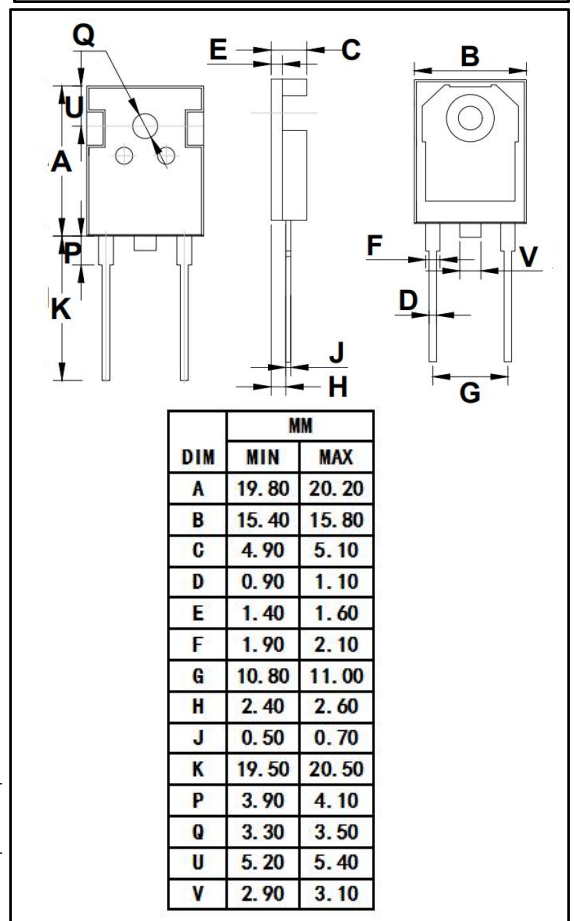 Q
E
C
B
U
A
P
K
F
V
D
J
H
G
MM
DIM MIN MAX
A 19.80 20.20
B 15.40 15.80
C 4.90 5.10
D 0.90 1.10
E 1.40 1.60
F 1.90 2.10
G 10.80 11.00
H 2.40 2.60
J 0.50 0.70
K 19.50 20.50
P 3.90 4.10
Q 3.30 3.50
U 5.20 5.40
V 2.90 3.10